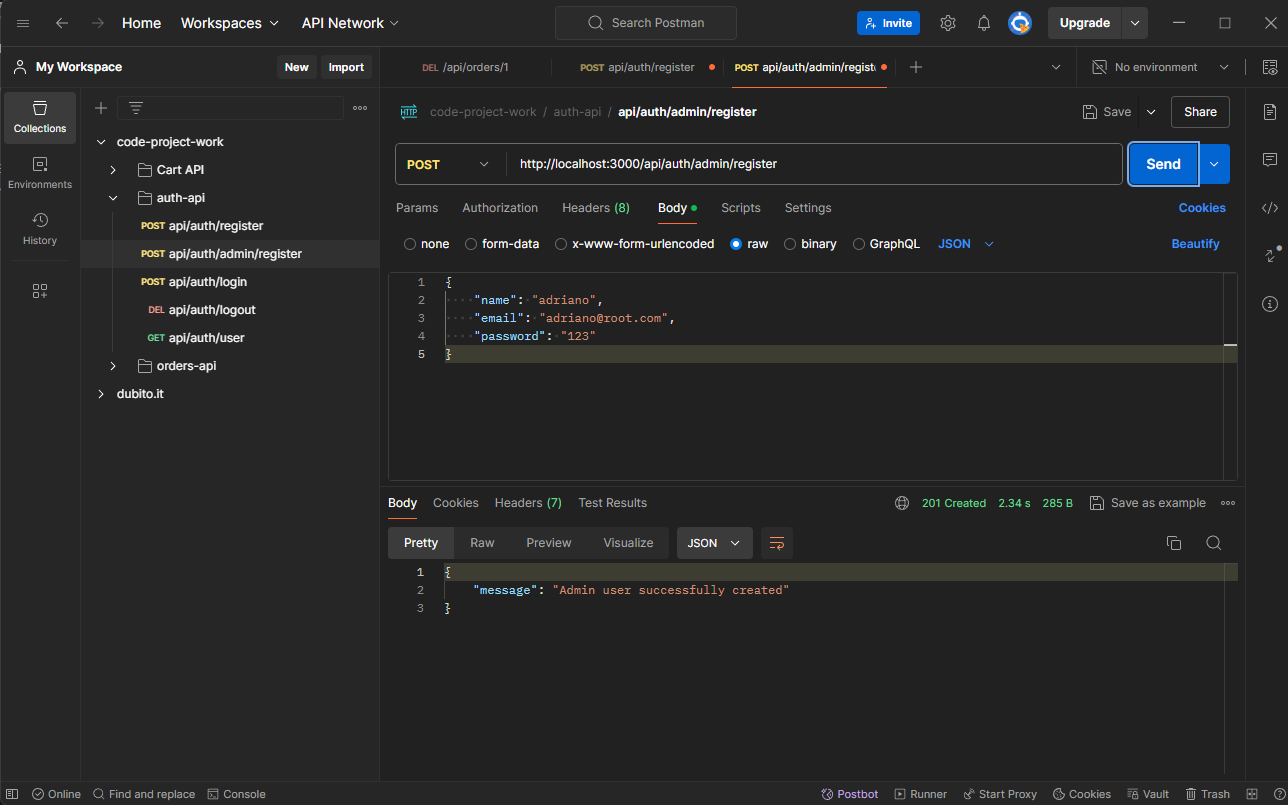 Home Workspaces API Network Search Postman Invite Upgrade
My Workspace New Import DEL /api/orders/1 POST api/auth/register POST api/auth/admin/regist No environment
Collections
Environments
History
code-project-work
Cart API
auth-api
POST api/auth/register
POST api/auth/admin/register
POST api/auth/login
DEL api/auth/logout
GET api/auth/user
orders-api
dubito.it
HTTP code-project-work / auth-api / api/auth/admin/register Save Share
POST http://localhost:3000/api/auth/admin/register Send
Params Authorization Headers (8) Body Scripts Settings Cookies
none form-data x-www-form-urlencoded raw binary GraphQL JSON Beautify
1 {
2 "name": "adriano",
3 "email": "adriano@root.com",
4 "password": "123"
5 }
Body Cookies Headers (7) Test Results 201 Created 2.34 s 285 B Save as example
Pretty Raw Preview Visualize JSON
1 {
2 "message": "Admin user successfully created"
3 }
Online Find and replace Console Postbot Runner Start Proxy Cookies Vault Trash